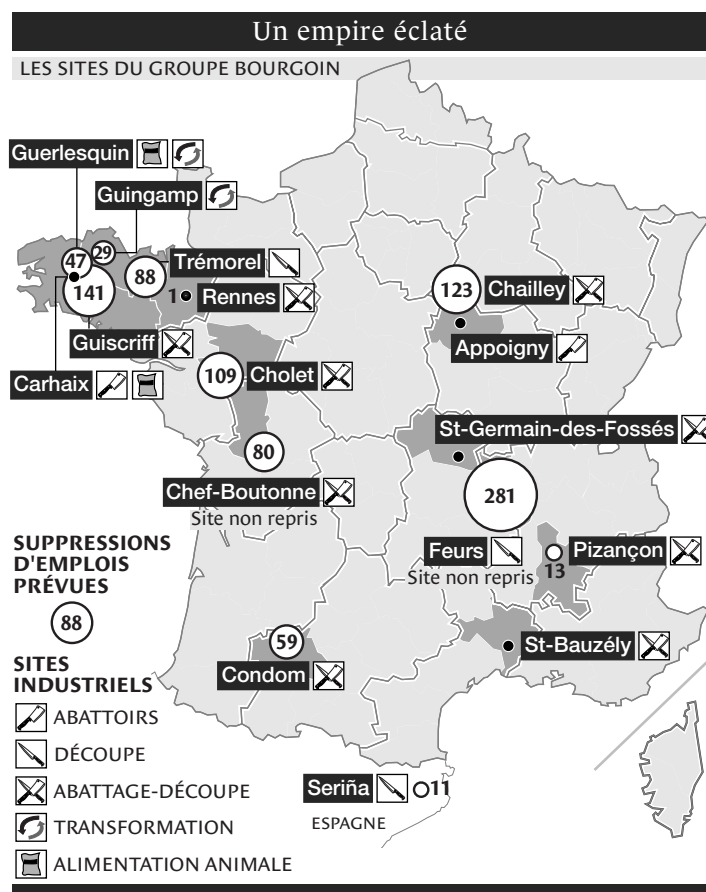 Un empire éclaté
LES SITES DU GROUPE BOURGOIN
Guerlesquin
Guingamp
47
29
Trémorel
88
141
1
Rennes
Guiscriff
Carhaix
123
Chailley
Appoigny
109
Cholet
80
Chef-Boutonne
Site non repris
St-Germain-des-Fossés
281
Feurs
Site non repris
Pizançon
13
St-Bauzély
59
Condom
Seriña
11
ESPAGNE
SUPPRESSIONS
D'EMPLOIS
PRÉVUES
88
SITES
INDUSTRIELS
ABATTOIRS
DÉCOUPE
ABATTAGE-DÉCOUPE
TRANSFORMATION
ALIMENTATION ANIMALE